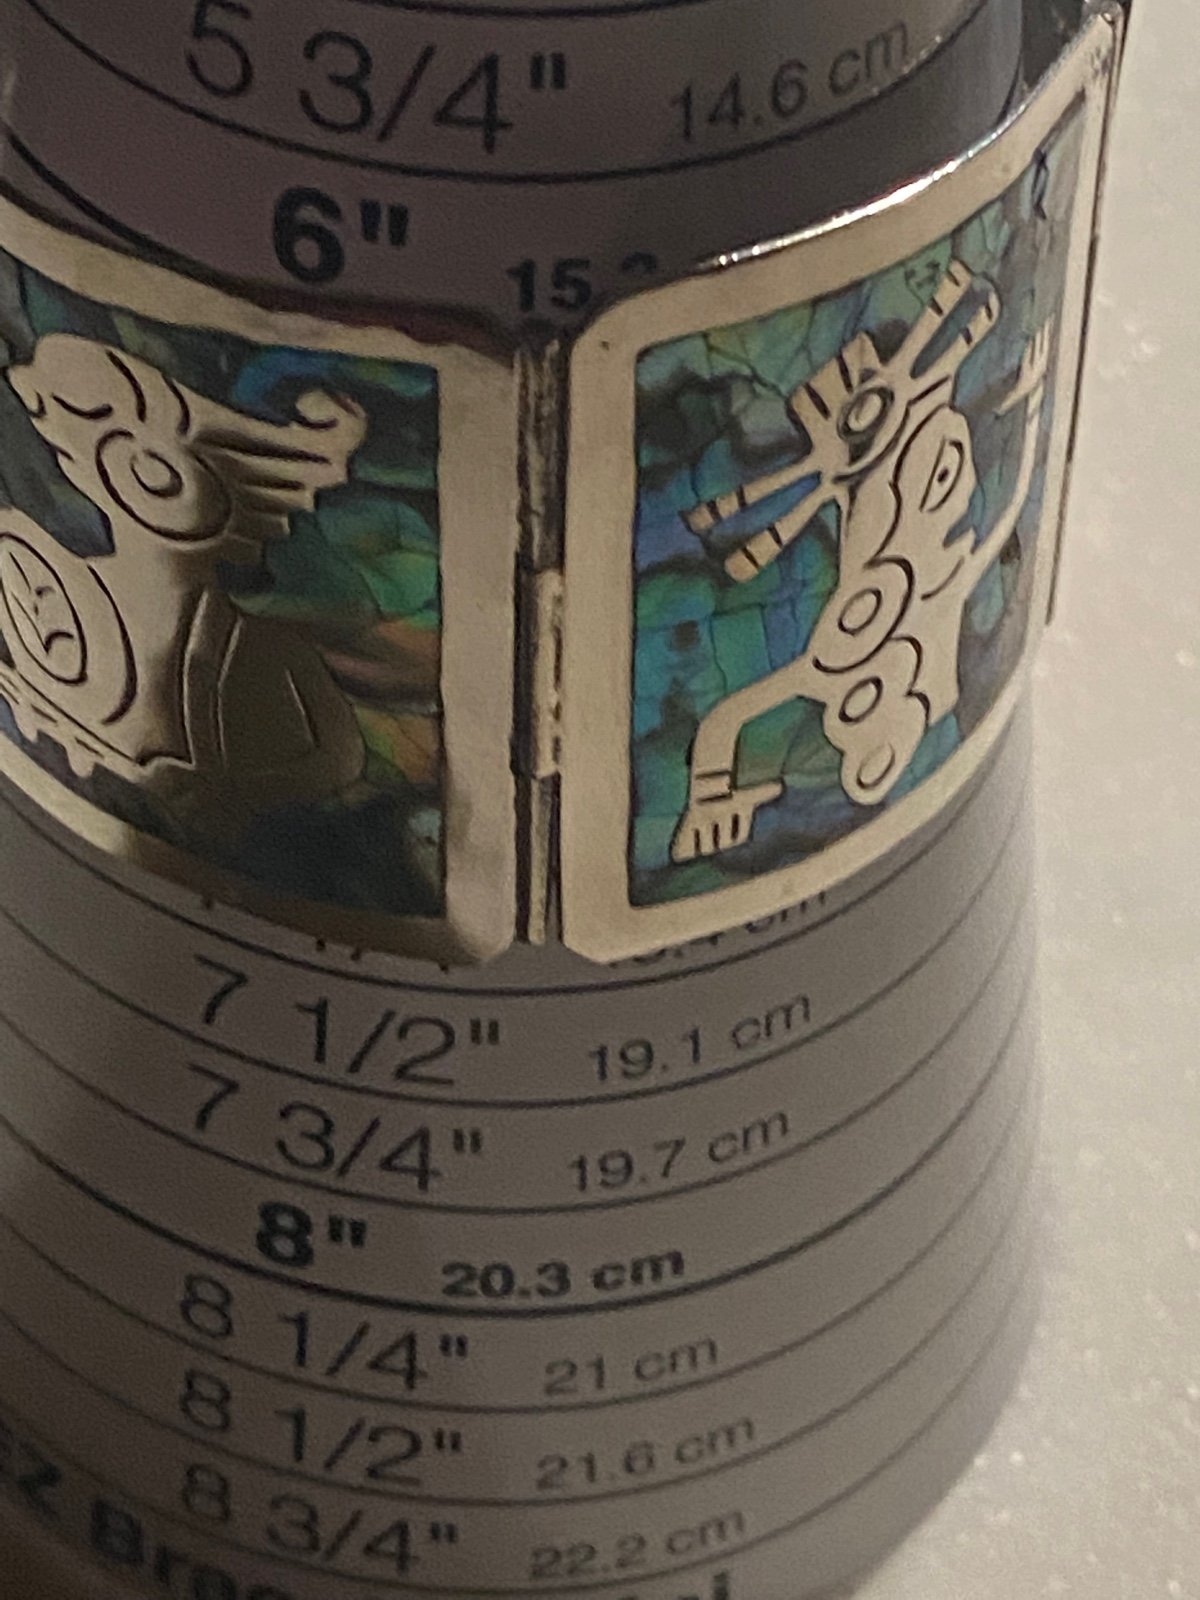 5 3/4" 14.6 cm
6" 15.
7 1/2" 19.1 cm
7 3/4" 19.7 cm
8" 20.3 cm
8 1/4" 21 cm
8 1/2" 21.6 cm
8 3/4" 22.2 cm